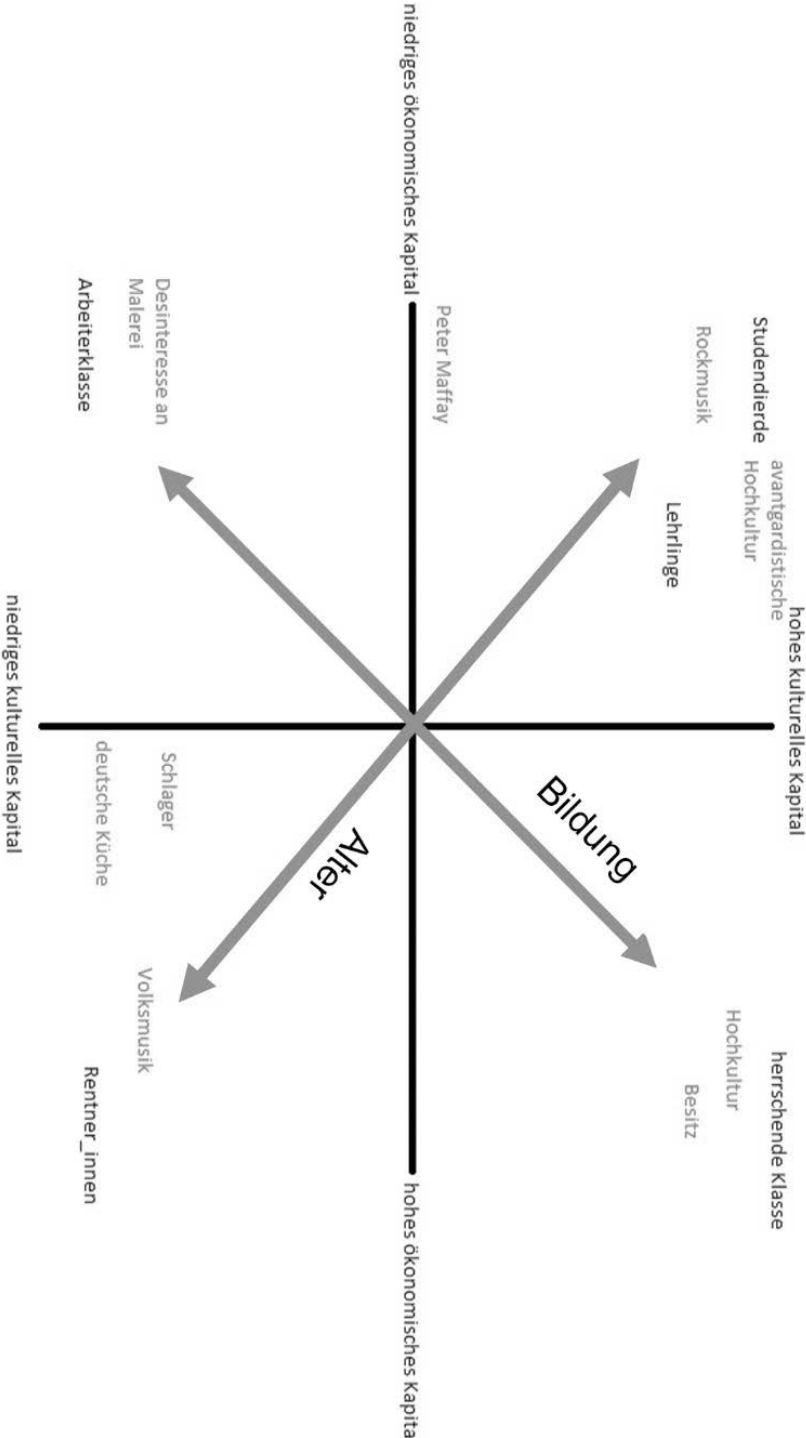 hohes kulturelles Kapital
avantgardistische
Hochkultur
Studendierde
herrschende Klasse
Hochkultur
Rockmusik
Besitz
Lehrlinge
Bildung
Peter Maffay
niedriges ökonomisches Kapital
hohes ökonomisches Kapita
Alter
Desinteresse an
Malerei
Schlager
Volksmusik
deutsche Küche
Arbeiterklasse
Rentner_innen
niedriges kulturelles Kapital